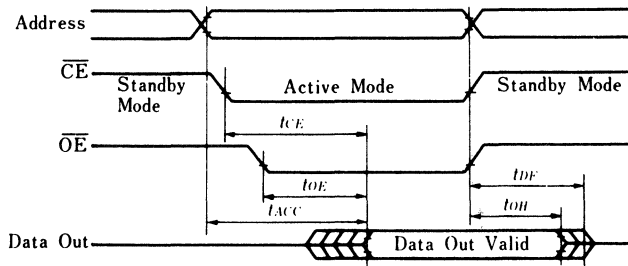 Address
CE
Standby Mode
Active Mode
Standby Mode
tCE
OE
tOE
tDF
tACC
tOH
Data Out
Data Out Valid